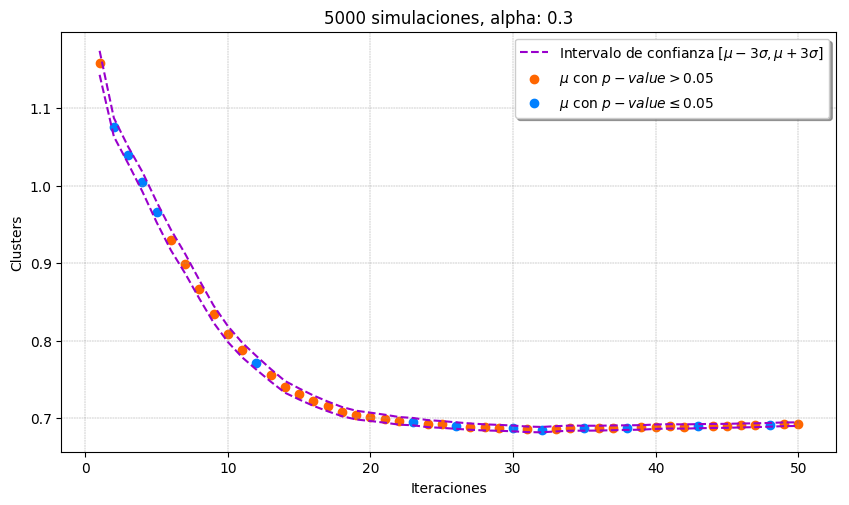 5000 simulaciones, alpha: 0.3
Intervalo de confianza [μ − 3σ, μ + 3σ]
μ con p − value > 0.05
μ con p − value ≤ 0.05
Clusters
1.1
1.0
0.9
0.8
0.7
0 10 20 30 40 50
Iteraciones